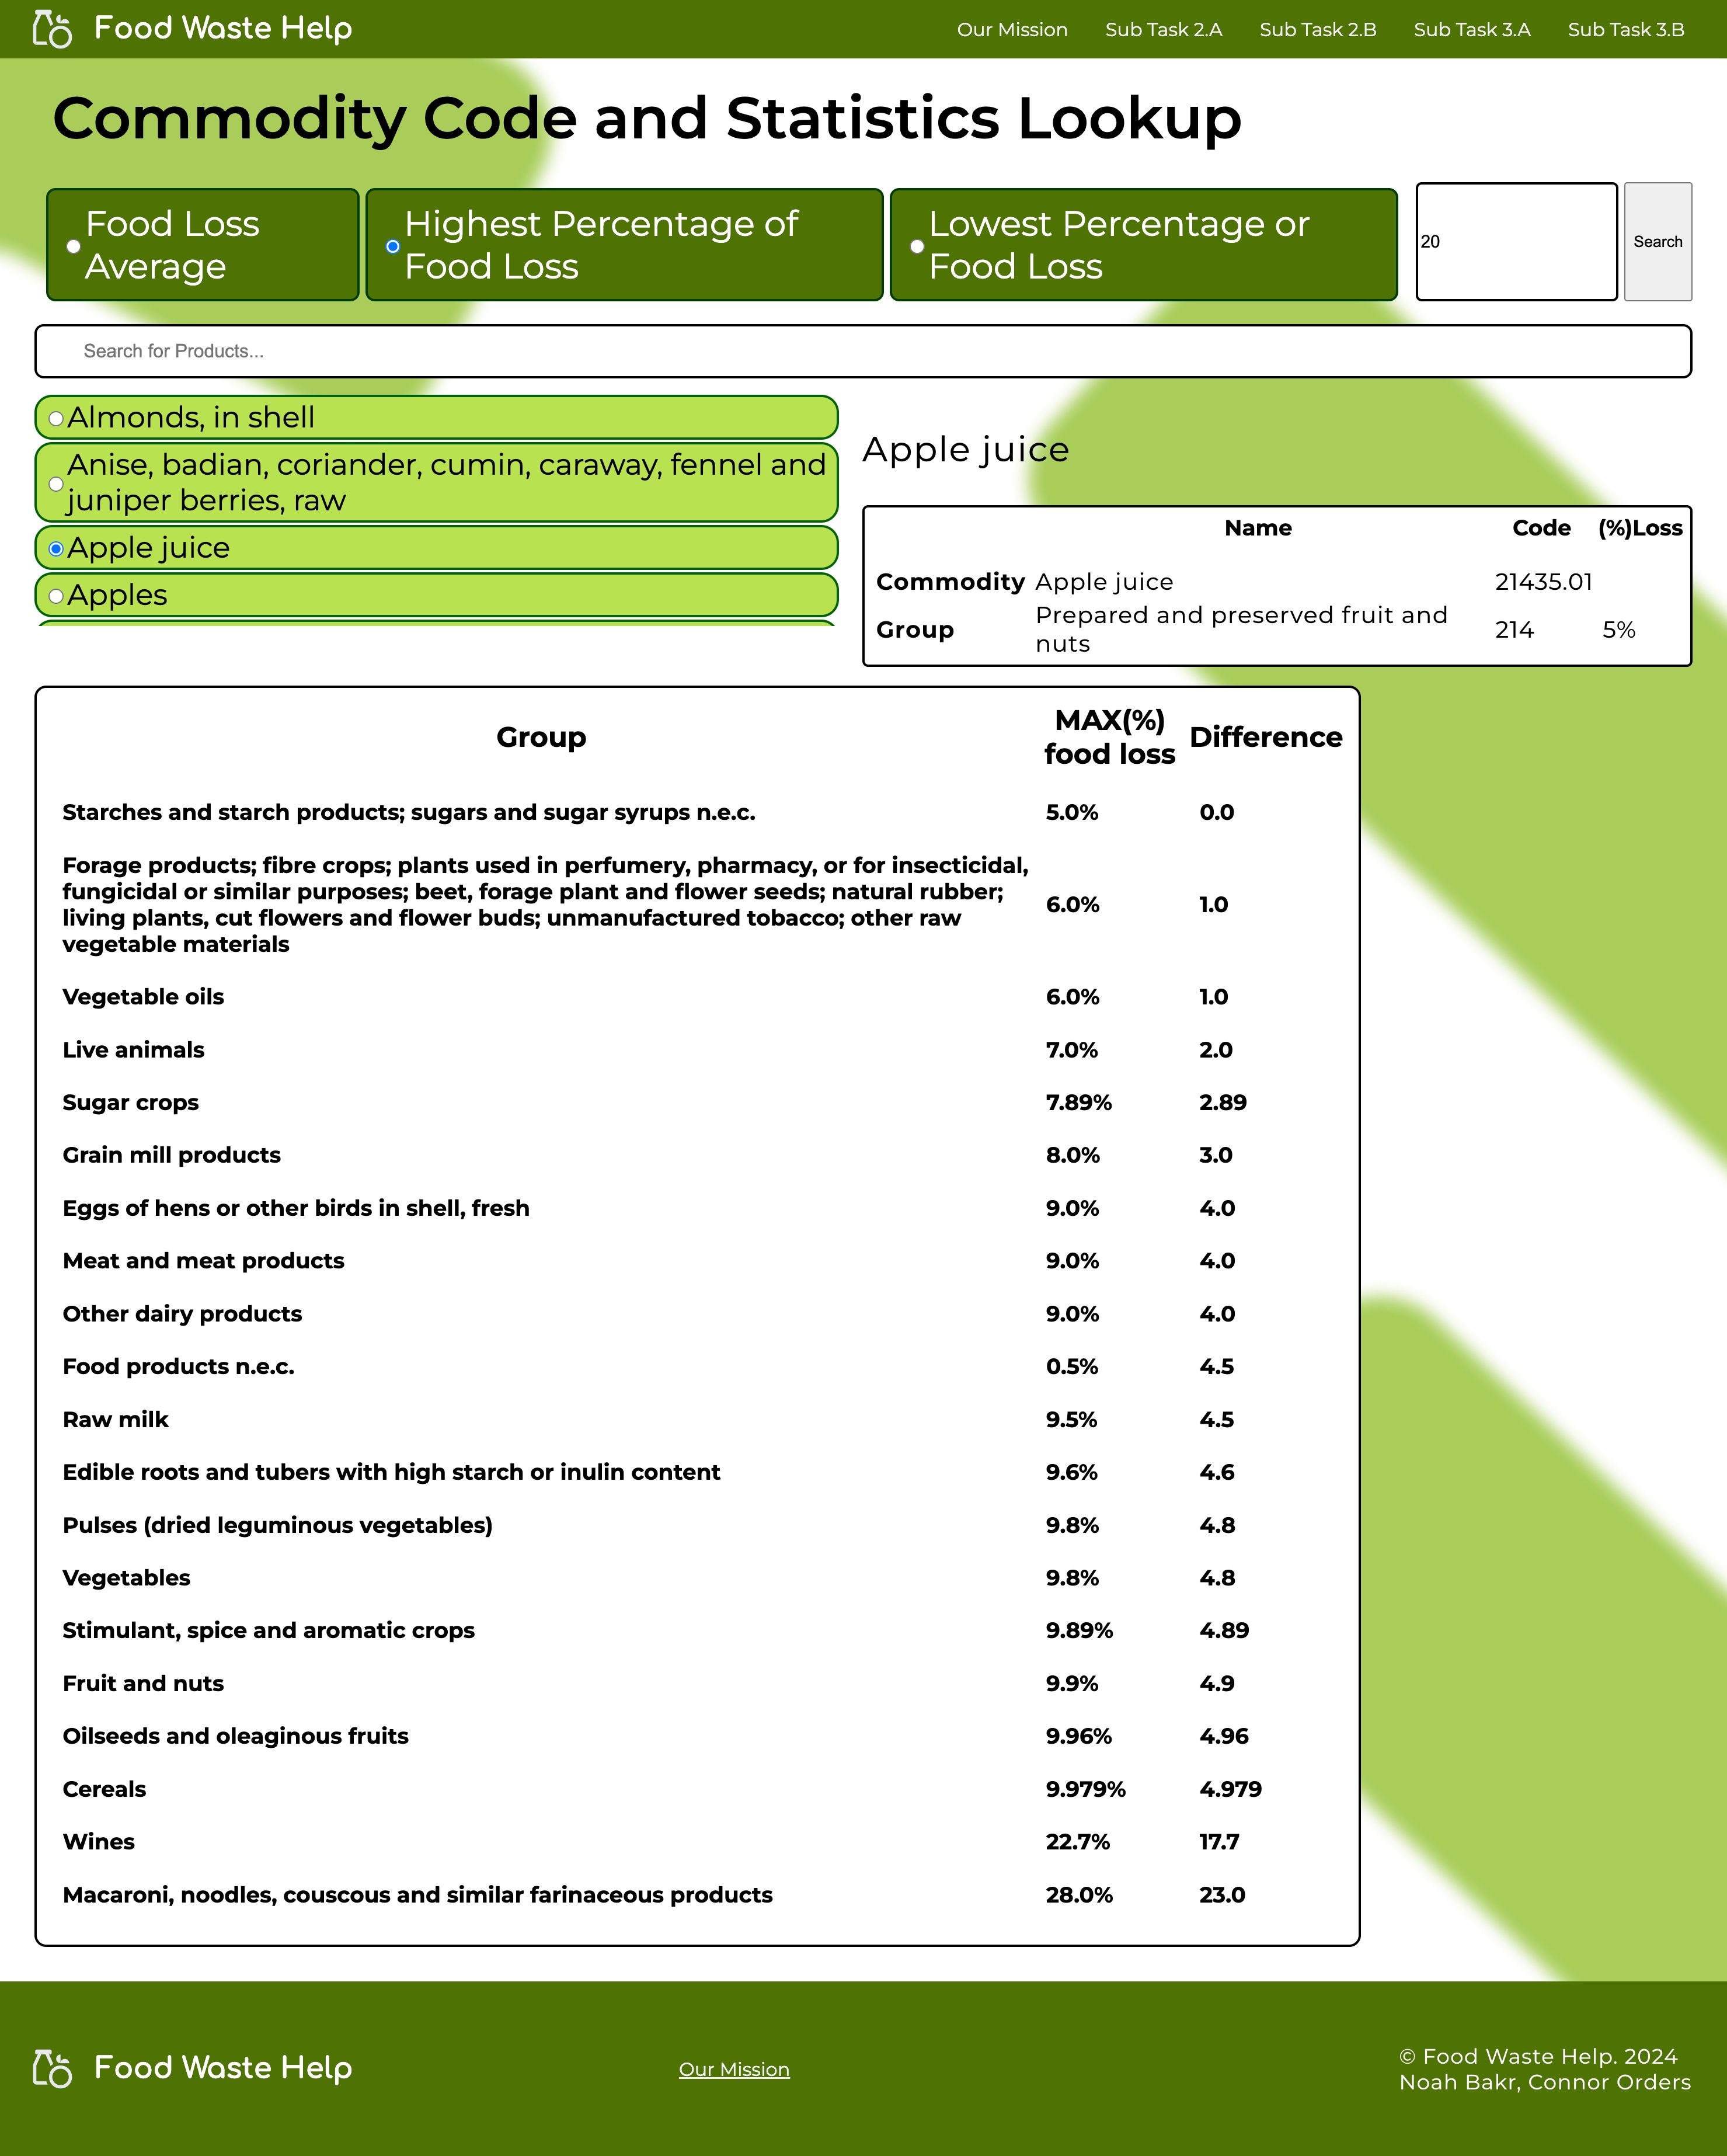 Food Waste Help
Our Mission
Sub Task 2.A
Sub Task 2.B
Sub Task 3.A
Sub Task 3.B
Commodity Code and Statistics Lookup
Food Loss
Average
Highest Percentage of
Food Loss
Lowest Percentage or
Food Loss
20
Search
Search for Products...
Almonds, in shell
Anise, badian, coriander, cumin, caraway, fennel and
juniper berries, raw
Apple juice
Apples
Apple juice
Name Code (%)Loss
Commodity Apple juice 21435.01
Group Prepared and preserved fruit and
nuts 214 5%
Group MAX(%)
food loss Difference
Starches and starch products; sugars and sugar syrups n.e.c. 5.0% 0.0
Forage products; fibre crops; plants used in perfumery, pharmacy, or for insecticidal,
fungicidal or similar purposes; beet, forage plant and flower seeds; natural rubber;
living plants, cut flowers and flower buds; unmanufactured tobacco; other raw
vegetable materials 6.0% 1.0
Vegetable oils 6.0% 1.0
Live animals 7.0% 2.0
Sugar crops 7.89% 2.89
Grain mill products 8.0% 3.0
Eggs of hens or other birds in shell, fresh 9.0% 4.0
Meat and meat products 9.0% 4.0
Other dairy products 9.0% 4.0
Food products n.e.c. 0.5% 4.5
Raw milk 9.5% 4.5
Edible roots and tubers with high starch or inulin content 9.6% 4.6
Pulses (dried leguminous vegetables) 9.8% 4.8
Vegetables 9.8% 4.8
Stimulant, spice and aromatic crops 9.89% 4.89
Fruit and nuts 9.9% 4.9
Oilseeds and oleaginous fruits 9.96% 4.96
Cereals 9.979% 4.979
Wines 22.7% 17.7
Macaroni, noodles, couscous and similar farinaceous products 28.0% 23.0
Food Waste Help
Our Mission
© Food Waste Help. 2024
Noah Bakr, Connor Orders